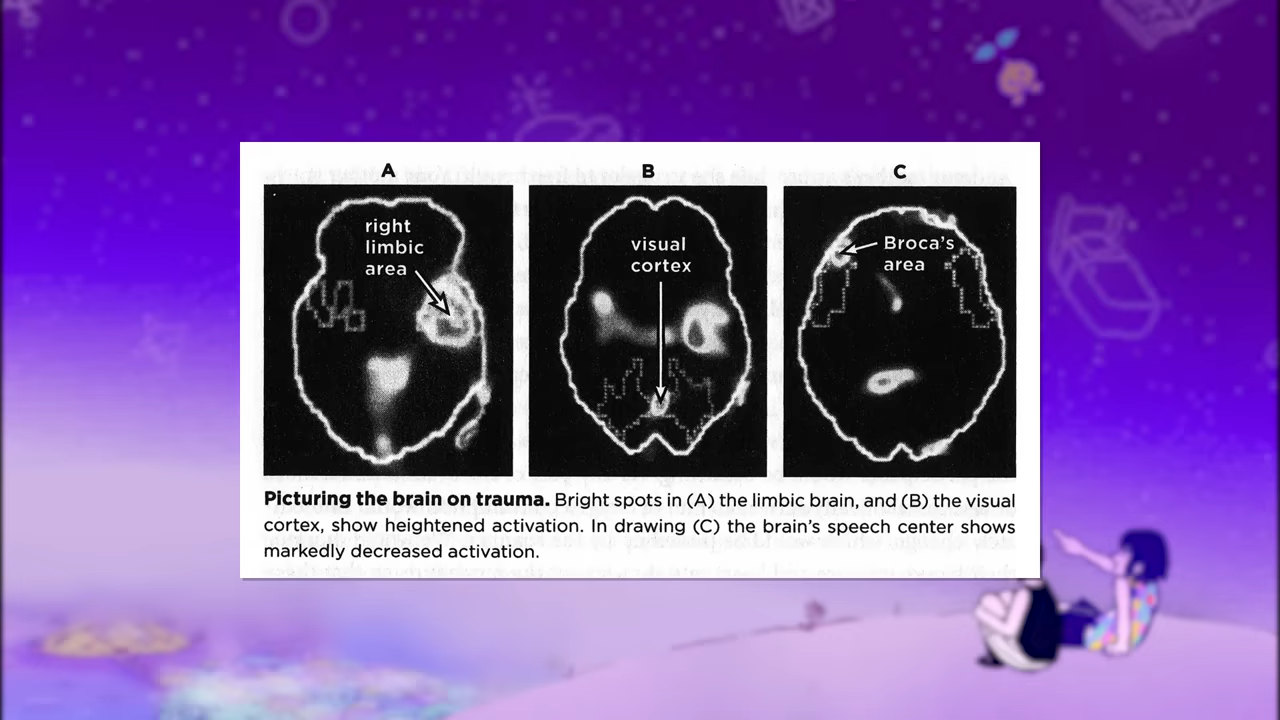 A
B
C
right
limbic
area
visual
cortex
Broca's
area
Picturing the brain on trauma. Bright spots in (A) the limbic brain, and (B) the visual
cortex, show heightened activation. In drawing (C) the brain's speech center shows
markedly decreased activation.